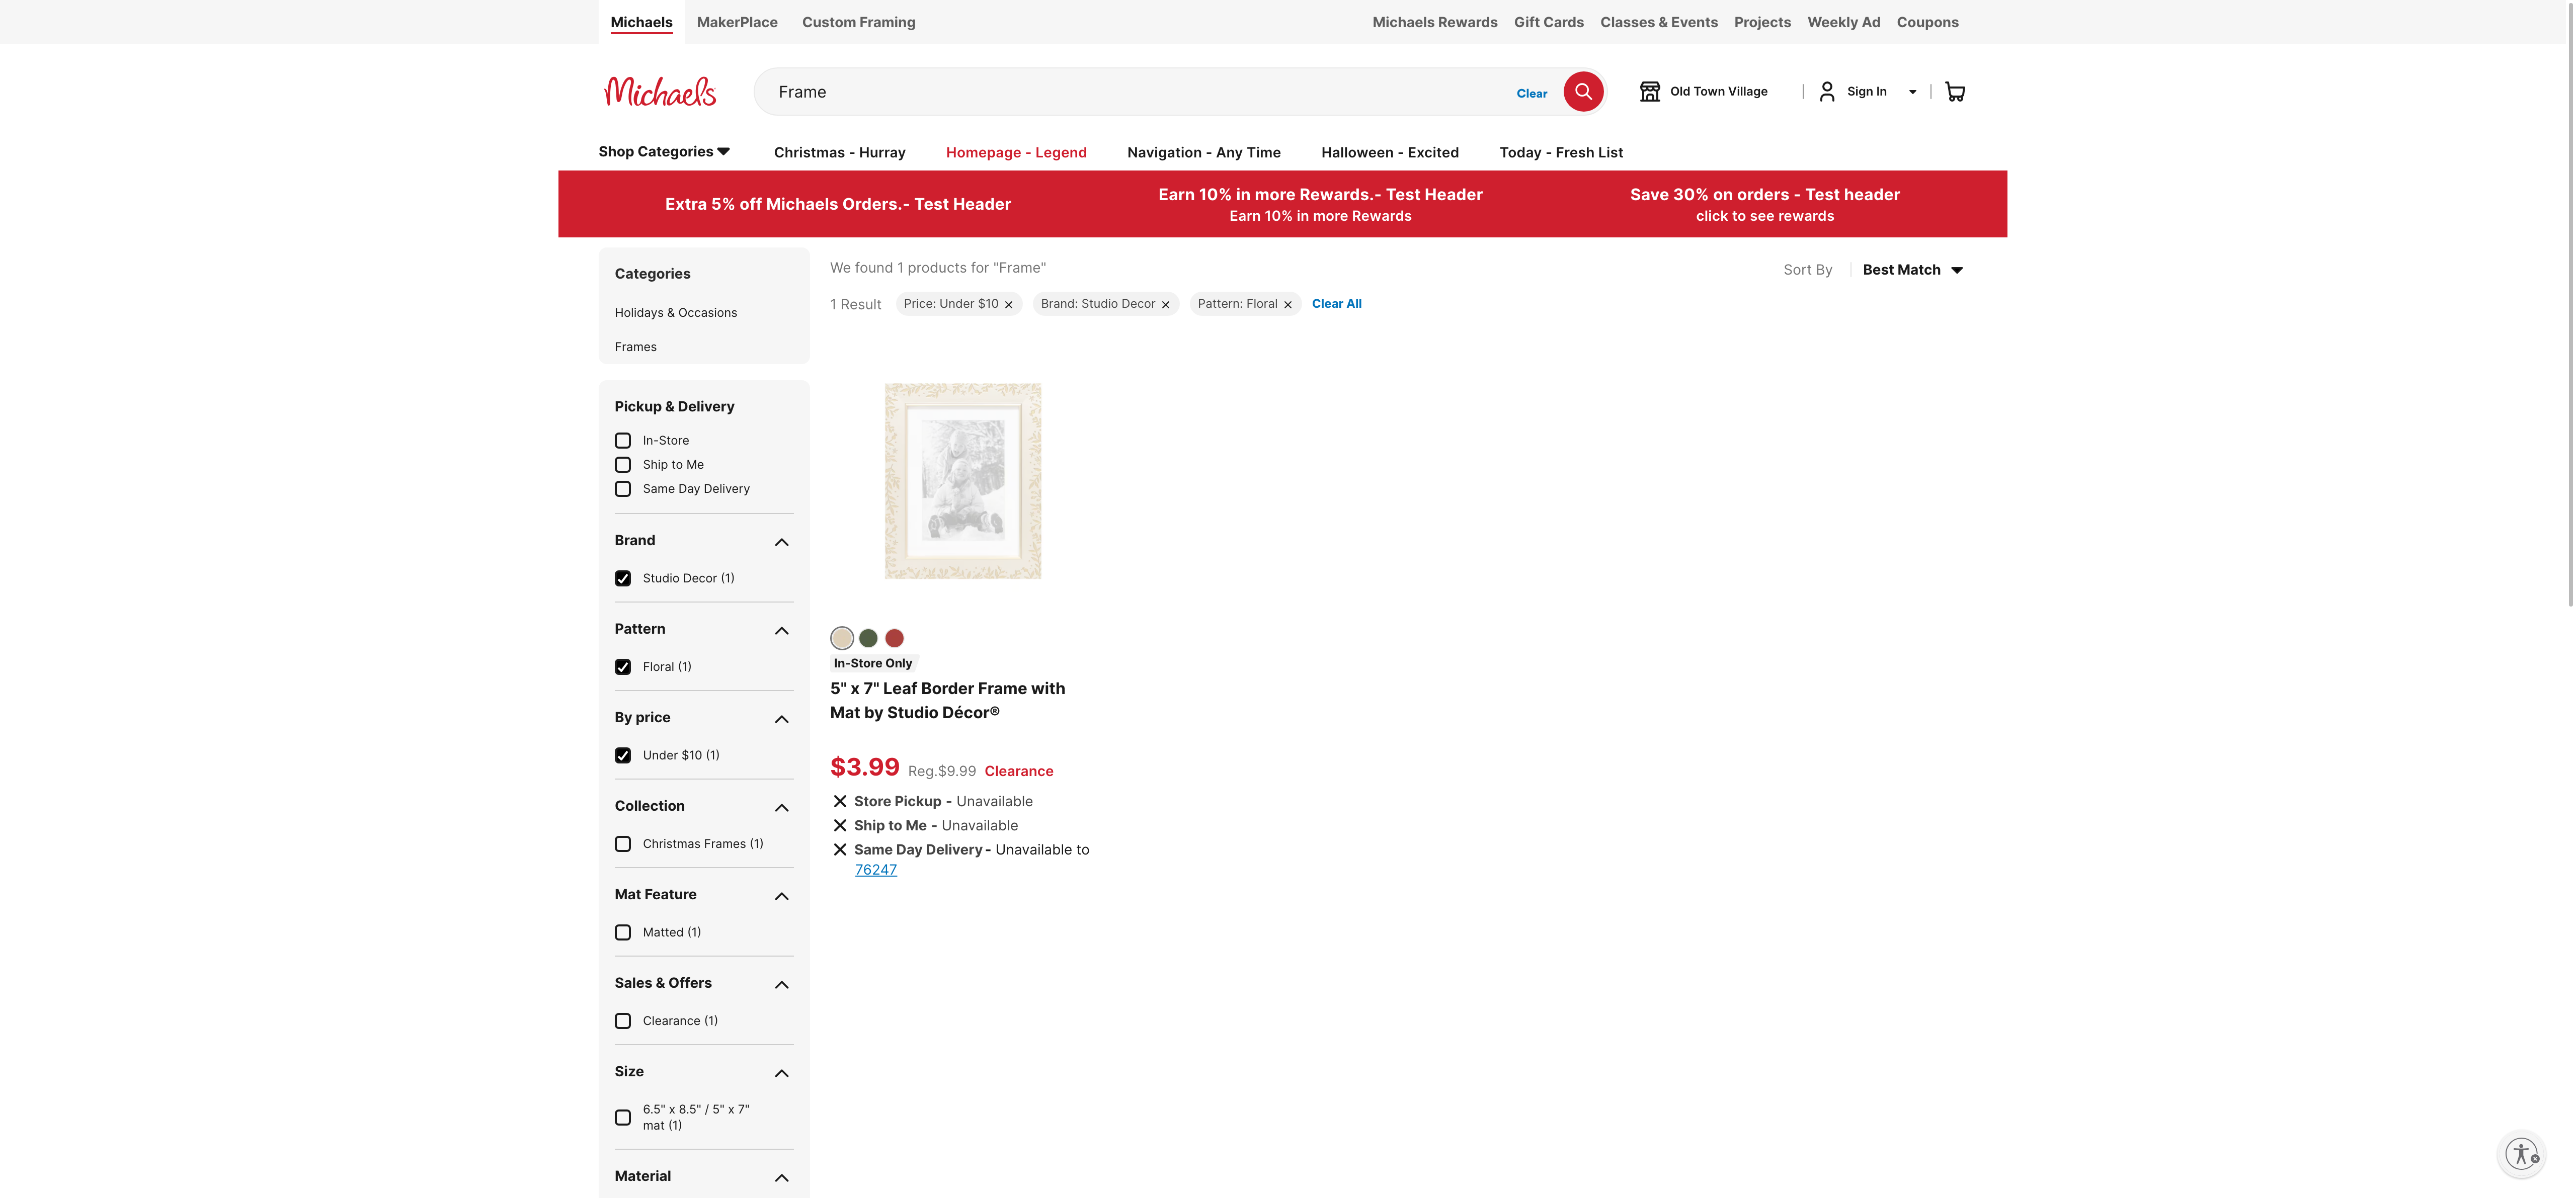 Michaels MakerPlace Custom Framing Michaels Rewards Gift Cards Classes & Events Projects Weekly Ad Coupons
Michaels Frame Clear Old Town Village Sign In
Shop Categories Christmas - Hurray Homepage - Legend Navigation - Any Time Halloween - Excited Today - Fresh List
Extra 5% off Michaels Orders.- Test Header
Earn 10% in more Rewards.- Test Header
Earn 10% in more Rewards
Save 30% on orders - Test header
click to see rewards
Categories
Holidays & Occasions
Frames
Pickup & Delivery
In-Store
Ship to Me
Same Day Delivery
Brand
Studio Decor (1)
Pattern
Floral (1)
By price
Under $10 (1)
Collection
Christmas Frames (1)
Mat Feature
Matted (1)
Sales & Offers
Clearance (1)
Size
6.5" x 8.5" / 5" x 7"
mat (1)
Material
We found 1 products for "Frame"
Sort By Best Match
1 Result Price: Under $10 Brand: Studio Decor Pattern: Floral Clear All
In-Store Only
5" x 7" Leaf Border Frame with
Mat by Studio Décor®
$3.99 Reg.$9.99 Clearance
Store Pickup - Unavailable
Ship to Me - Unavailable
Same Day Delivery - Unavailable to
76247